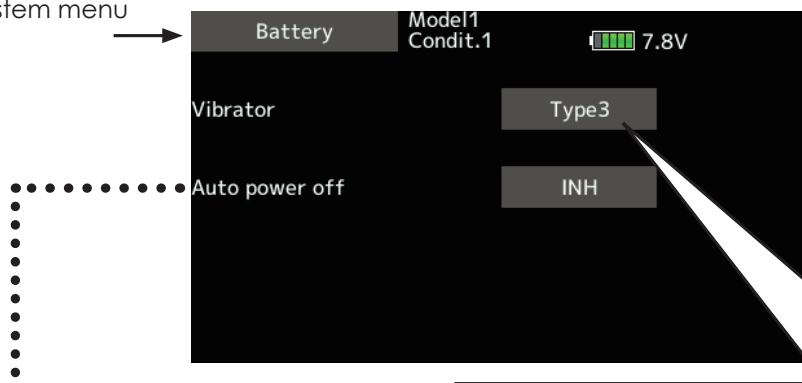 stem menu
Battery
Model1
Condit.1
7.8V
Vibrator
Type3
Auto power off
INH